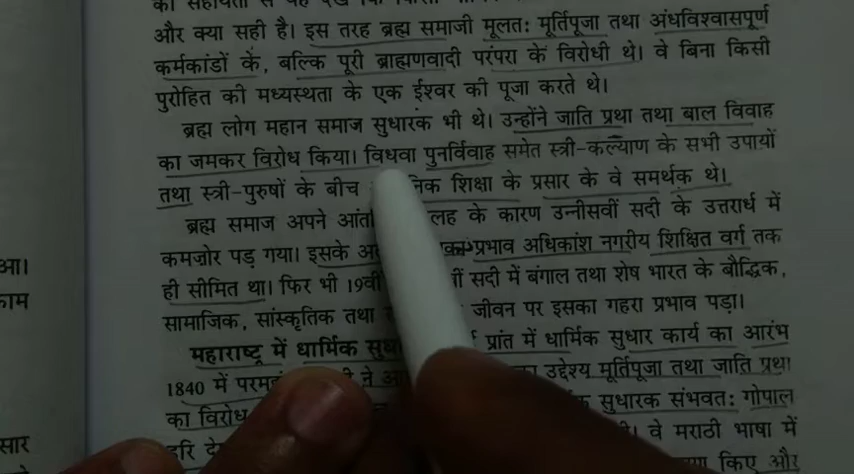 और क्या सही है। इस तरह ब्रह्म समाजी मूलत: मूर्तिपूजा तथा अंधविश्वासपूर्ण
कर्मकांडों के, बल्कि पूरी ब्राह्मणवादी परंपरा के विरोधी थे। वे बिना किसी
पुरोहित की मध्यस्थता के एक ईश्वर की पूजा करते थे।
ब्रह्म लोग महान समाज सुधारक भी थे। उन्होंने जाति प्रथा तथा बाल विवाह
का जमकर विरोध किया। विधवा पुनर्विवाह समेत स्त्री-कल्याण के सभी उपायों
तथा स्त्री-पुरुषों के बीच शिक्षा के प्रसार के वे समर्थक थे।
ब्रह्म समाज अपने के कारण उन्नीसवीं सदी के उत्तरार्ध में
आ।
कमज़ोर पड़ गया। इसके प्रभाव अधिकांश नगरीय शिक्षित वर्ग तक
ही सीमित था। फिर भी सदी में बंगाल तथा शेष भारत के बौद्धिक,
सामाजिक, सांस्कृतिक तथा जीवन पर इसका गहरा प्रभाव पड़ा।
महाराष्ट्र में धार्मिक प्रांत में धार्मिक सुधार कार्य का आरंभ
1840 में उद्देश्य मूर्तिपूजा तथा जाति प्रथा
का विरोध सुधारक संभवत: गोपाल
वे मराठी भाषा में
किए और